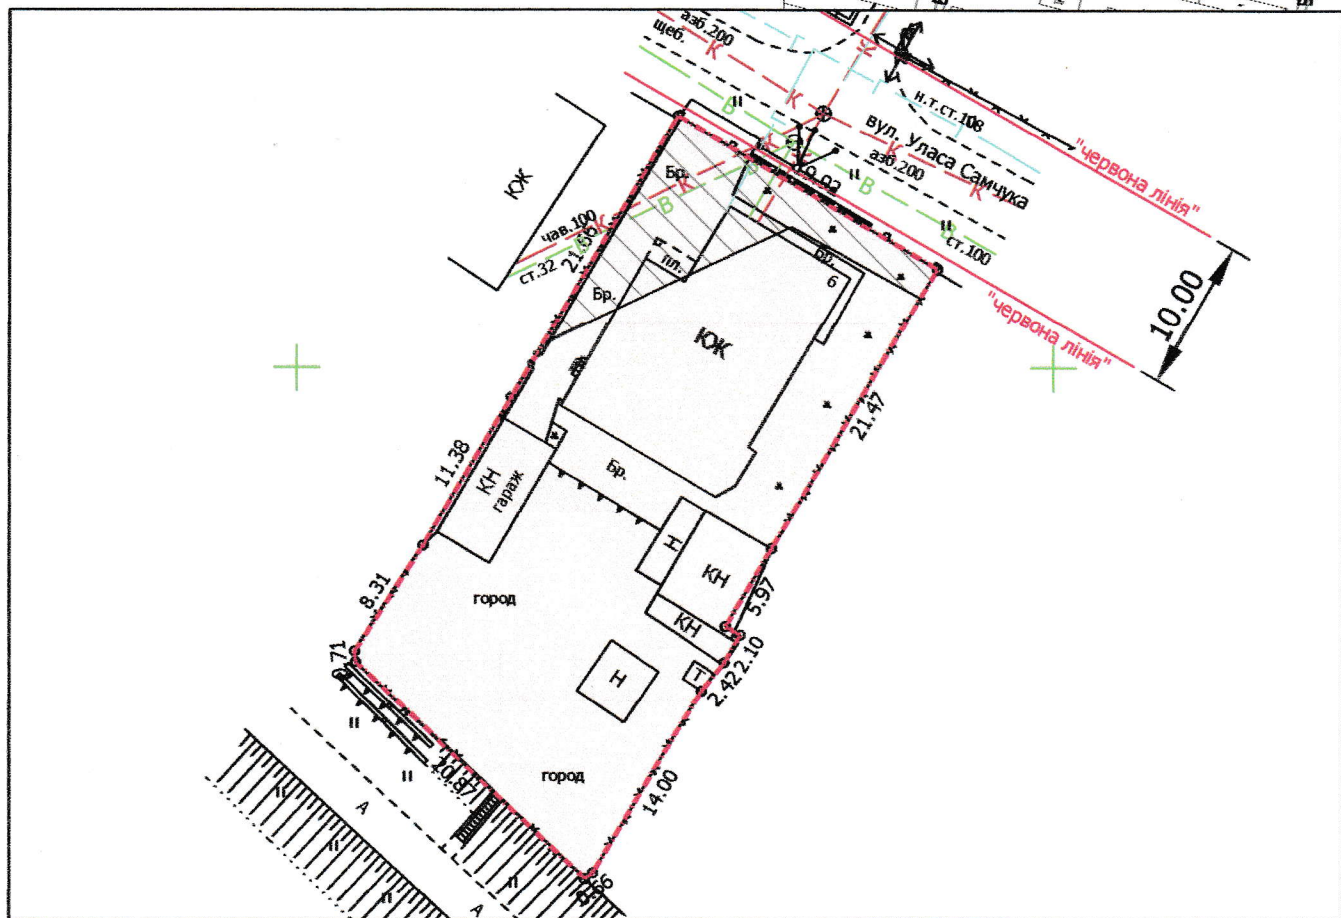 азб.200
щеб.
К
К
К
К
Г
Г
В
В
В
В
К
К
К
В
н.т.ст.108
вул. Уласа Самчука
азб.200
"червона лінія"
"червона лінія"
10.00
ст.100
КЖ
Бр.
чав.100
ст.32
пл.
Бр.
Бр.
6
КЖ
21.47
11.38
КН
гараж
Бр.
Н
КН
5.97
8.31
город
КН
2.10
Т
2.42
Н
71
20.87
город
14.00
А
А
0.66